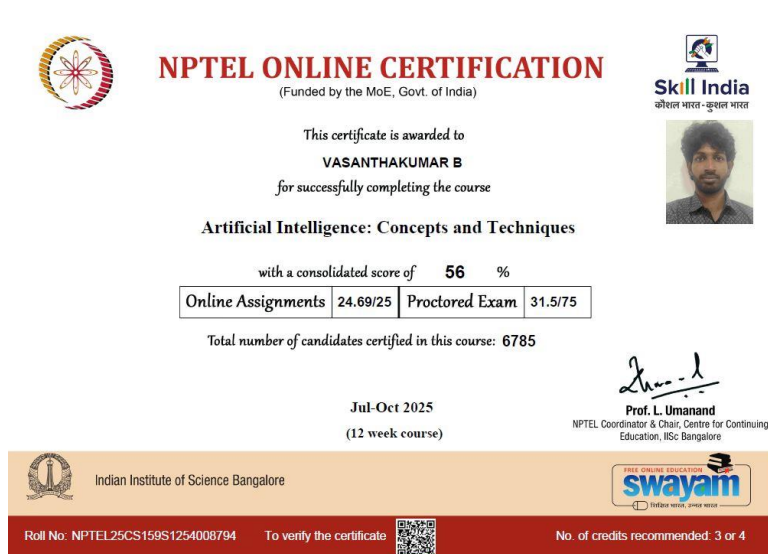 NPTEL ONLINE CERTIFICATION
(Funded by the MoE, Govt. of India)
Skill India
कौशल भारत-कुशल भारत
This certificate is awarded to
VASANTHAKUMAR B
for successfully completing the course
Artificial Intelligence: Concepts and Techniques
with a consolidated score of 56 %
Online Assignments 24.69/25 Proctored Exam 31.5/75
Total number of candidates certified in this course: 6785
Jul-Oct 2025
(12 week course)
Prof. L. Umanand
NPTEL Coordinator & Chair, Centre for Continuing
Education, IISc Bangalore
Indian Institute of Science Bangalore
FREE ONLINE EDUCATION
swayam
शिक्षित भारत, उन्नत भारत
Roll No: NPTEL25CS159S1254008794 To verify the certificate No. of credits recommended: 3 or 4